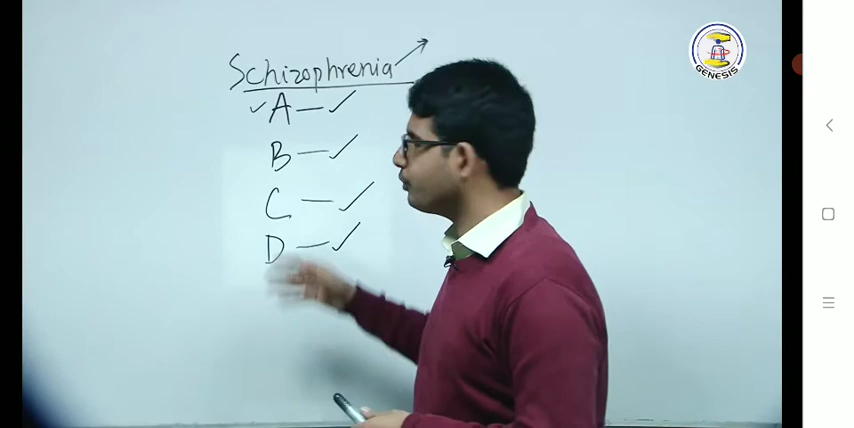 Schizophrenia ↗
✓ A — ✓
B — ✓
C — ✓
D — ✓
GENESIS